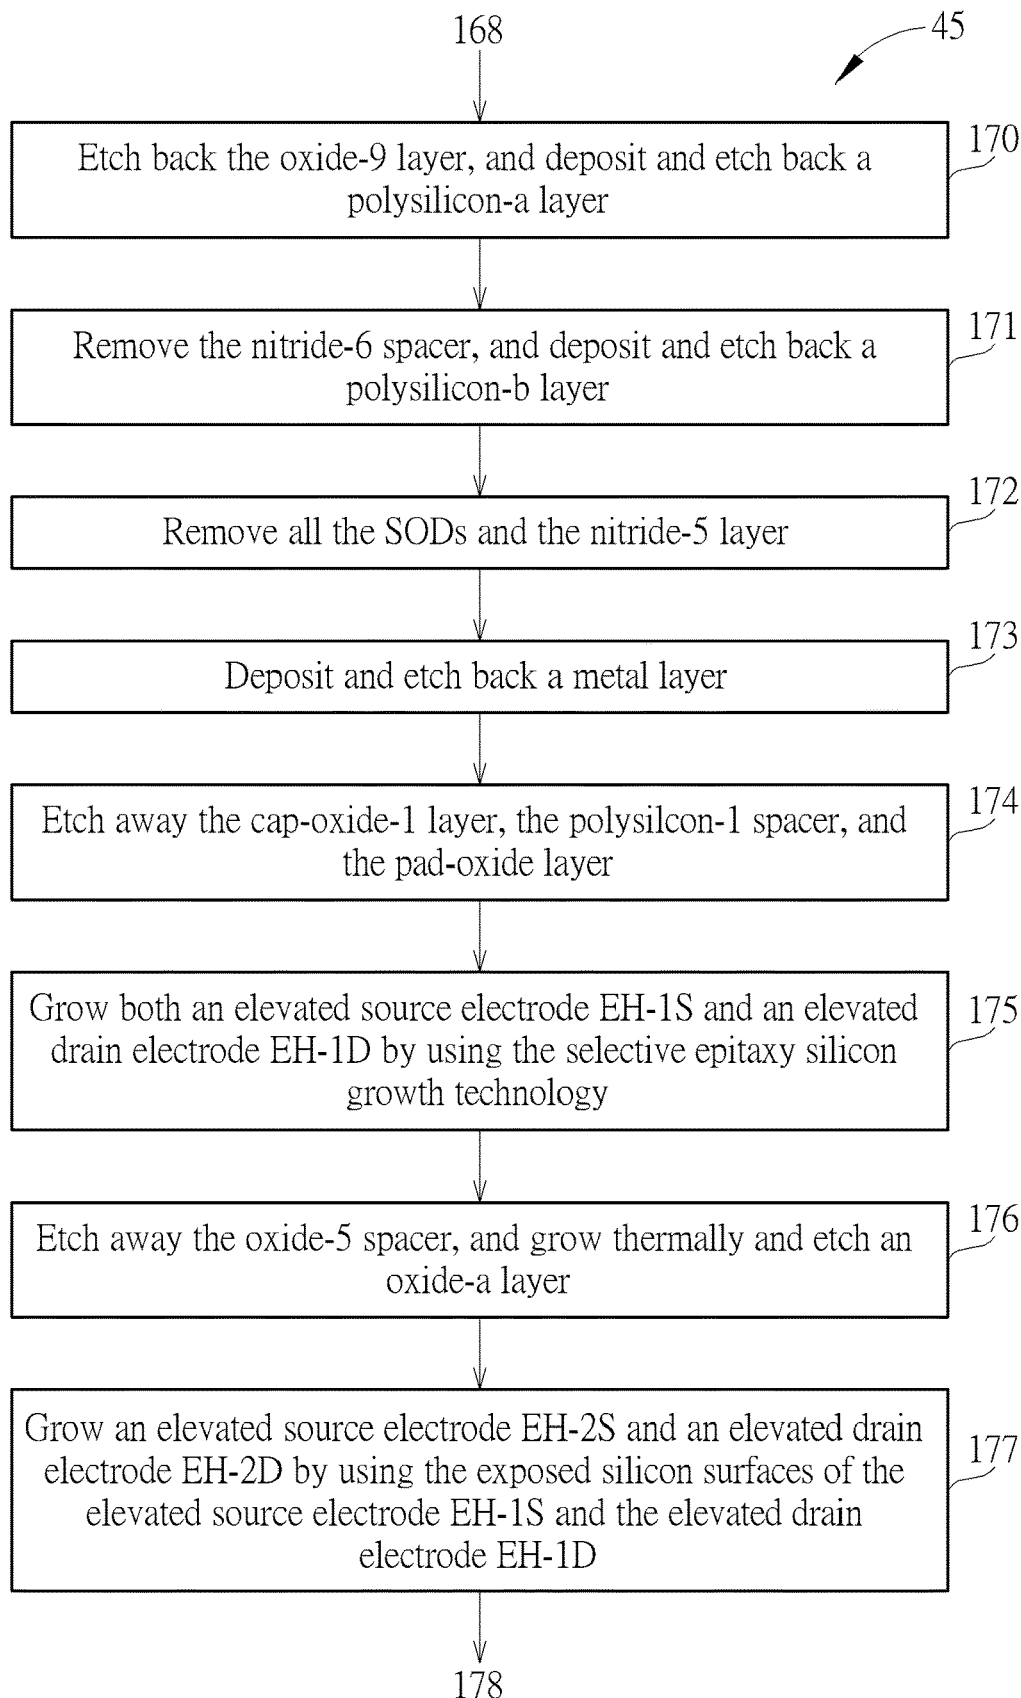 168
45
Etch back the oxide-9 layer, and deposit and etch back a
polysilicon-a layer
170
Remove the nitride-6 spacer, and deposit and etch back a
polysilicon-b layer
171
Remove all the SODs and the nitride-5 layer
172
Deposit and etch back a metal layer
173
Etch away the cap-oxide-1 layer, the polysilcon-1 spacer, and
the pad-oxide layer
174
Grow both an elevated source electrode EH-1S and an elevated
drain electrode EH-1D by using the selective epitaxy silicon
growth technology
175
Etch away the oxide-5 spacer, and grow thermally and etch an
oxide-a layer
176
Grow an elevated source electrode EH-2S and an elevated drain
electrode EH-2D by using the exposed silicon surfaces of the
elevated source electrode EH-1S and the elevated drain
electrode EH-1D
177
178